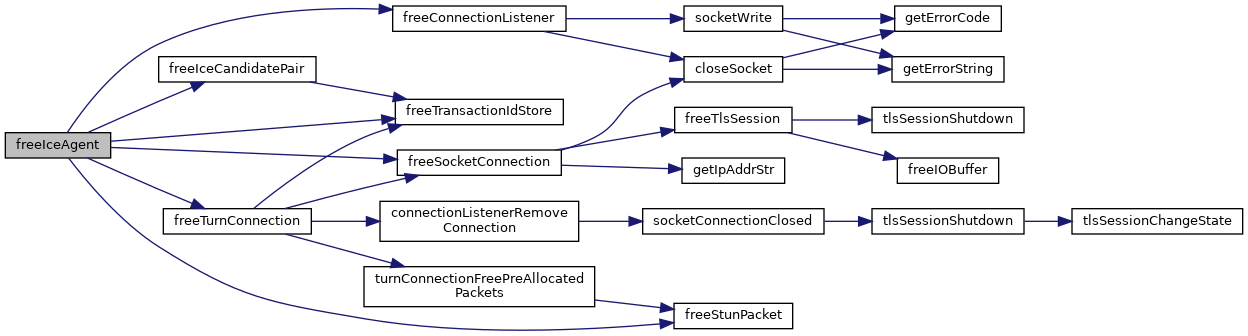 freeIceAgent
freeConnectionListener
socketWrite
getErrorCode
closeSocket
getErrorString
freeIceCandidatePair
freeTransactionIdStore
freeSocketConnection
freeTlsSession
tlsSessionShutdown
freeIOBuffer
getIpAddrStr
freeTurnConnection
connectionListenerRemove
Connection
socketConnectionClosed
tlsSessionShutdown
tlsSessionChangeState
turnConnectionFreePreAllocated
Packets
freeStunPacket